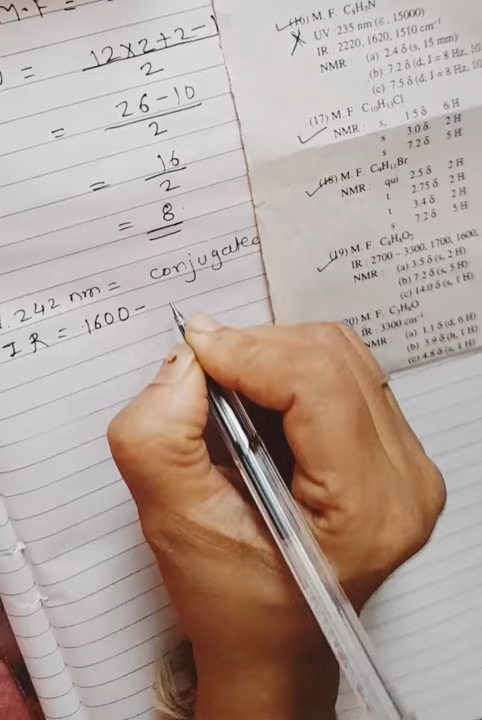 M.F =
= 12×2+2-1
2
= 26-10
2
= 16
2
= 8
242 nm = conjugated
IR = 1600-
(16) M. F. C₈H₇N
UV : 235 nm (ε, 15000)
IR : 2220, 1620, 1510 cm⁻¹
NMR : (a) 2.4 δ (s, 15 mm)
(b) 7.2 δ (d, J = 8 Hz, 10
(c) 7.5 δ (d, J = 8 Hz, 10
(17) M. F C₁₀H₁₃Cl
NMR : s, 1.5 δ 6 H
s 3.0 δ 2 H
s 7.2 δ 5 H
(18) M. F. C₉H₁₁Br
NMR : qui 2.5 δ 2 H
t 2.75 δ 2 H
t 3.4 δ 2 H
s 7.2 δ 5 H
(19) M. F. C₈H₈O₂
IR : 2700 - 3300, 1700, 1600,
NMR : (a) 3.5 δ (s, 2 H)
(b) 7.2 δ (s, 5 H)
(c) 14.0 δ (s, 1 H)
20) M. F. C₃H₈O
IR 3300 cm⁻¹
NMR (a) 1.1 δ (d, 6 H)
(b) 3.9 δ (h, 1 H)
(c) 4.8 δ (s, 1 H)